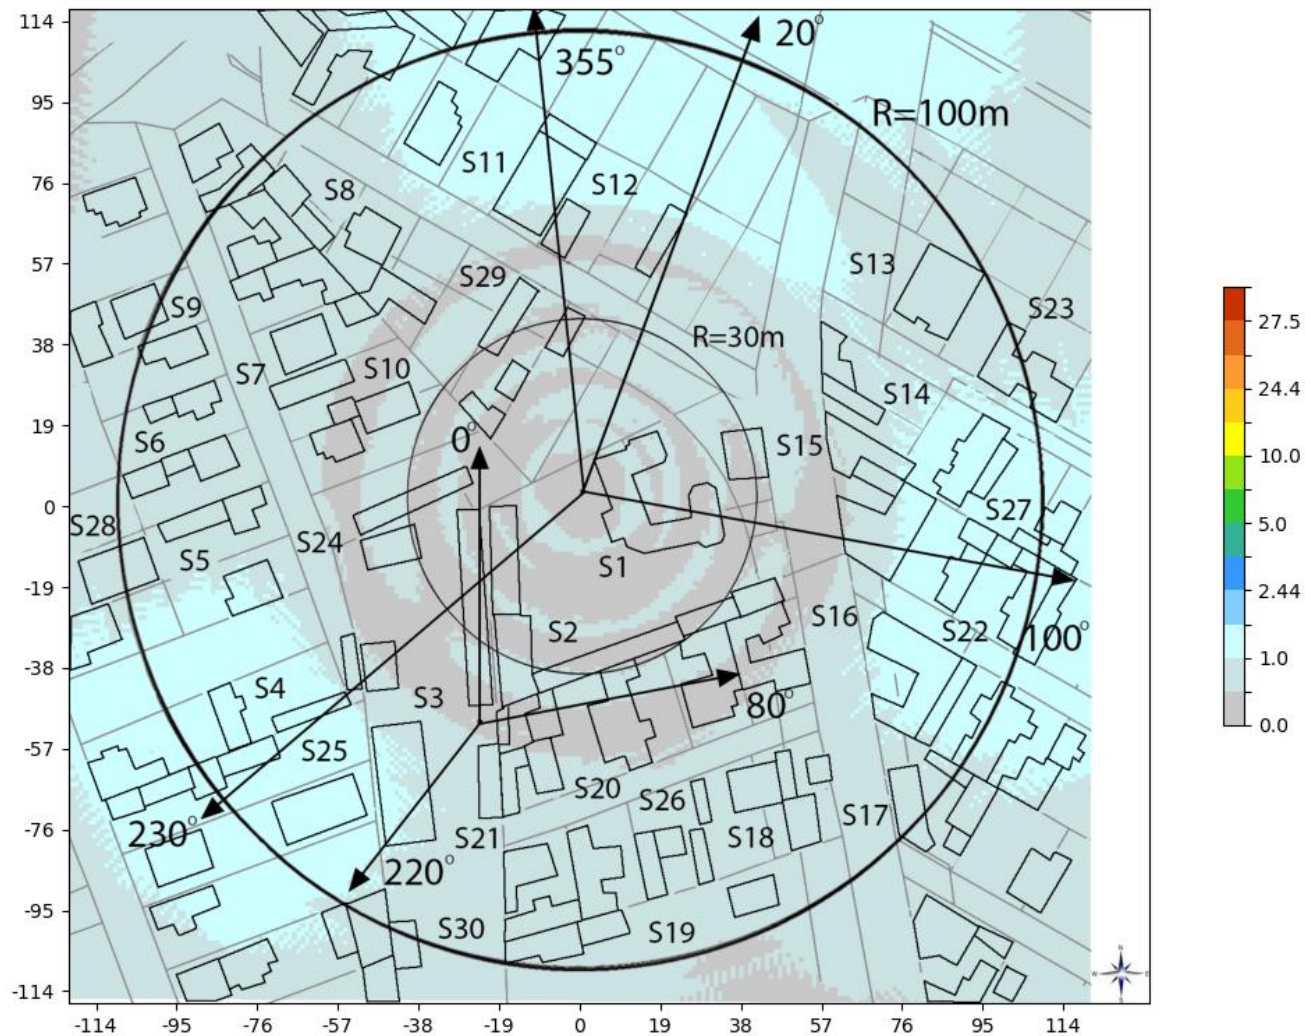 114
95
76
57
38
19
0
-19
-38
-57
-76
-95
-114
-114
-95
-76
-57
-38
-19
0
19
38
57
76
95
114
355°
20°
R=100m
S11
S12
S8
S13
S29
S9
S23
R=30m
S10
S7
S14
0°
S6
S15
S27
S28
S24
S5
S1
S2
S16
S22
100°
S4
S3
80°
S25
S20
S26
S17
230°
S21
S18
220°
S30
S19
27.5
24.4
10.0
5.0
2.44
1.0
0.0
N
W
E
S